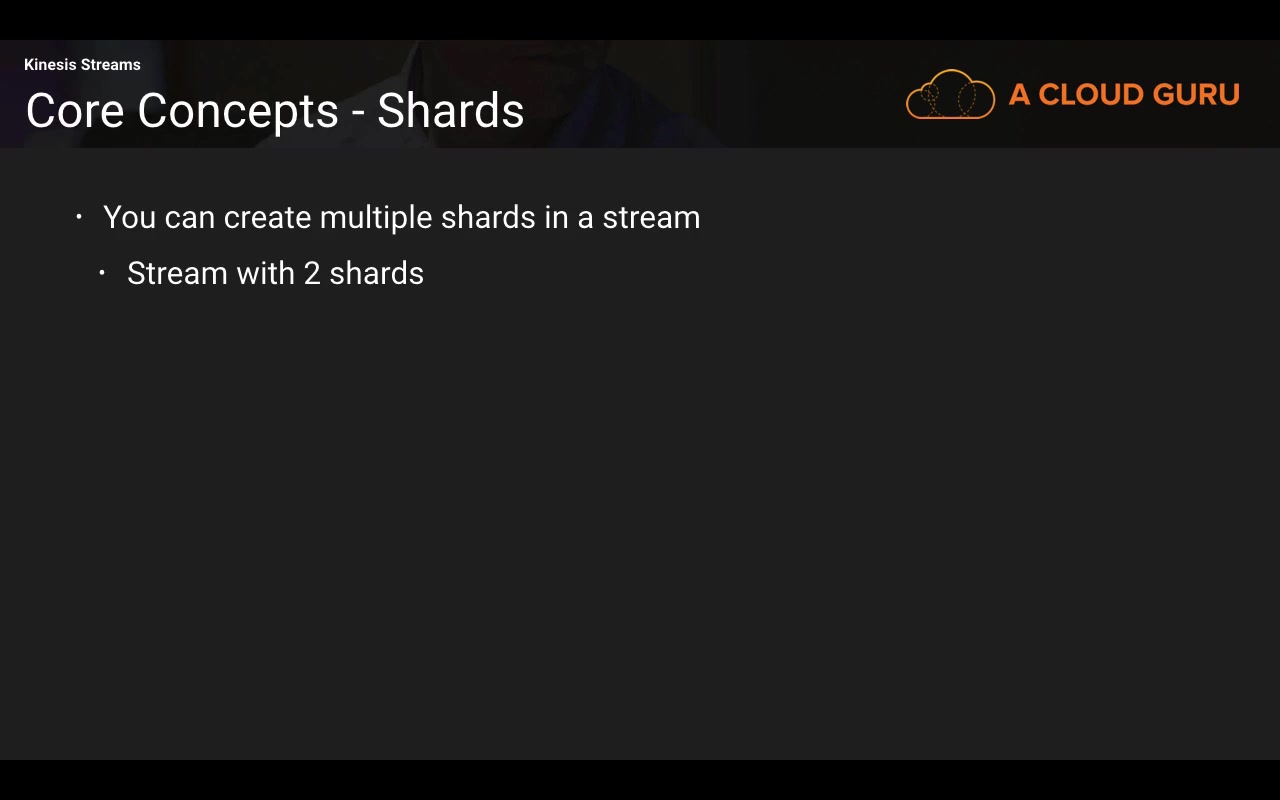 Kinesis Streams
Core Concepts - Shards
A CLOUD GURU
· You can create multiple shards in a stream
· Stream with 2 shards